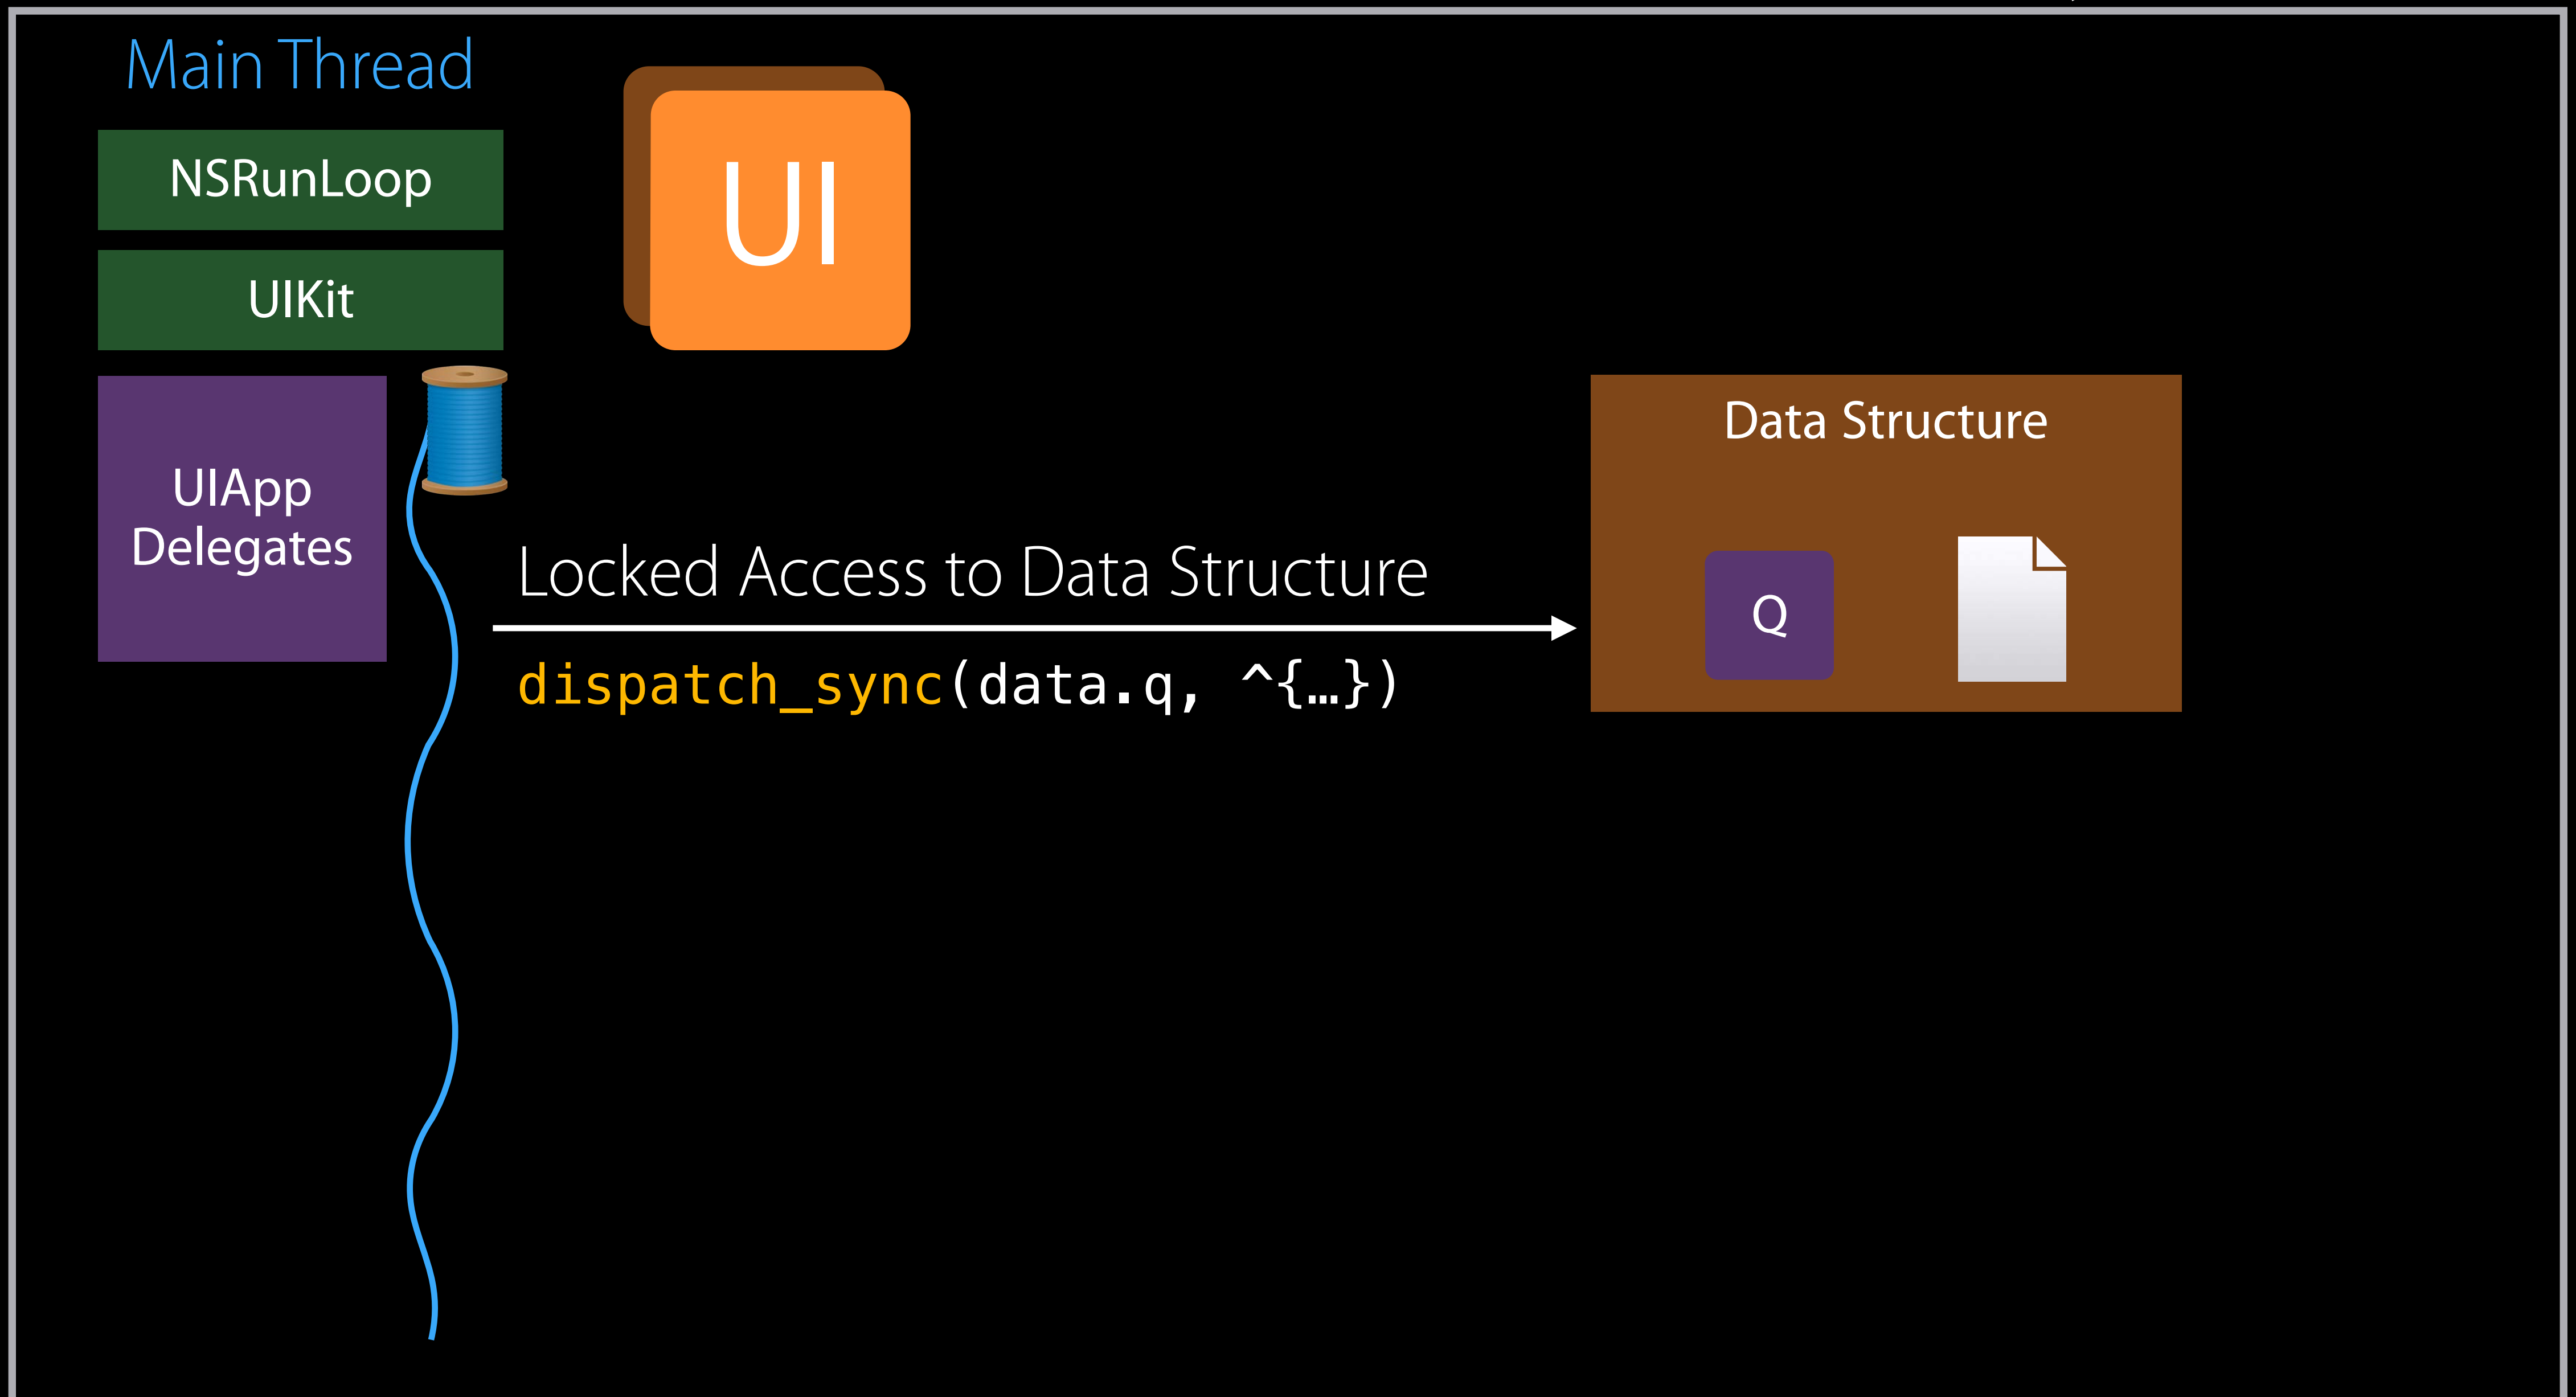 Main Thread
NSRunLoop
UIKit
UI
UIApp
Delegates
Data Structure
Q
Locked Access to Data Structure
dispatch_sync(data.q, ^{…})